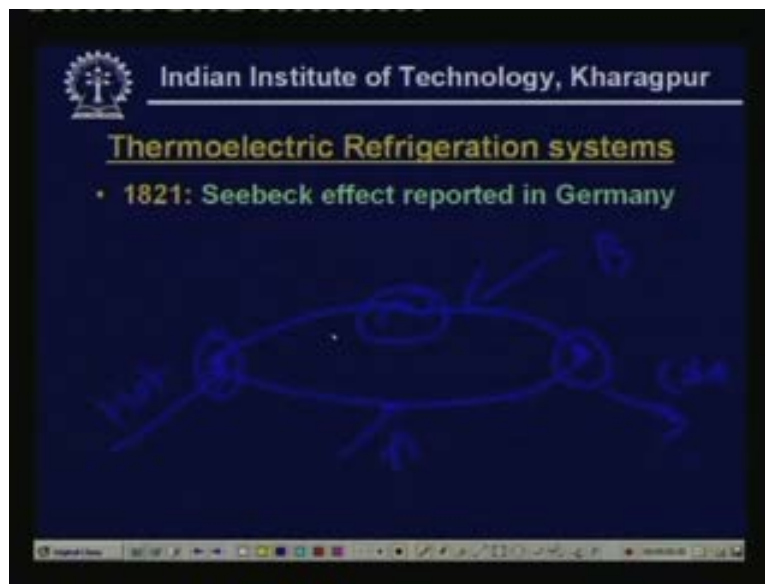 Indian Institute of Technology, Kharagpur
Thermoelectric Refrigeration systems
• 1821: Seebeck effect reported in Germany
B
Hot